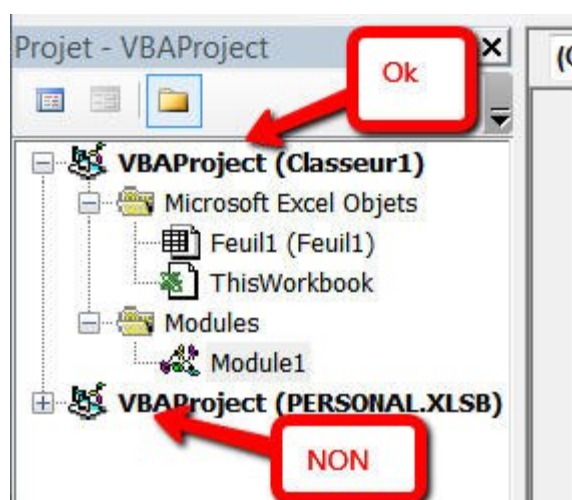 Projet - VBAProject
Ok
VBAProject (Classeur1)
Microsoft Excel Objets
Feuil1 (Feuil1)
ThisWorkbook
Modules
Module1
VBAProject (PERSONAL.XLSB)
NON